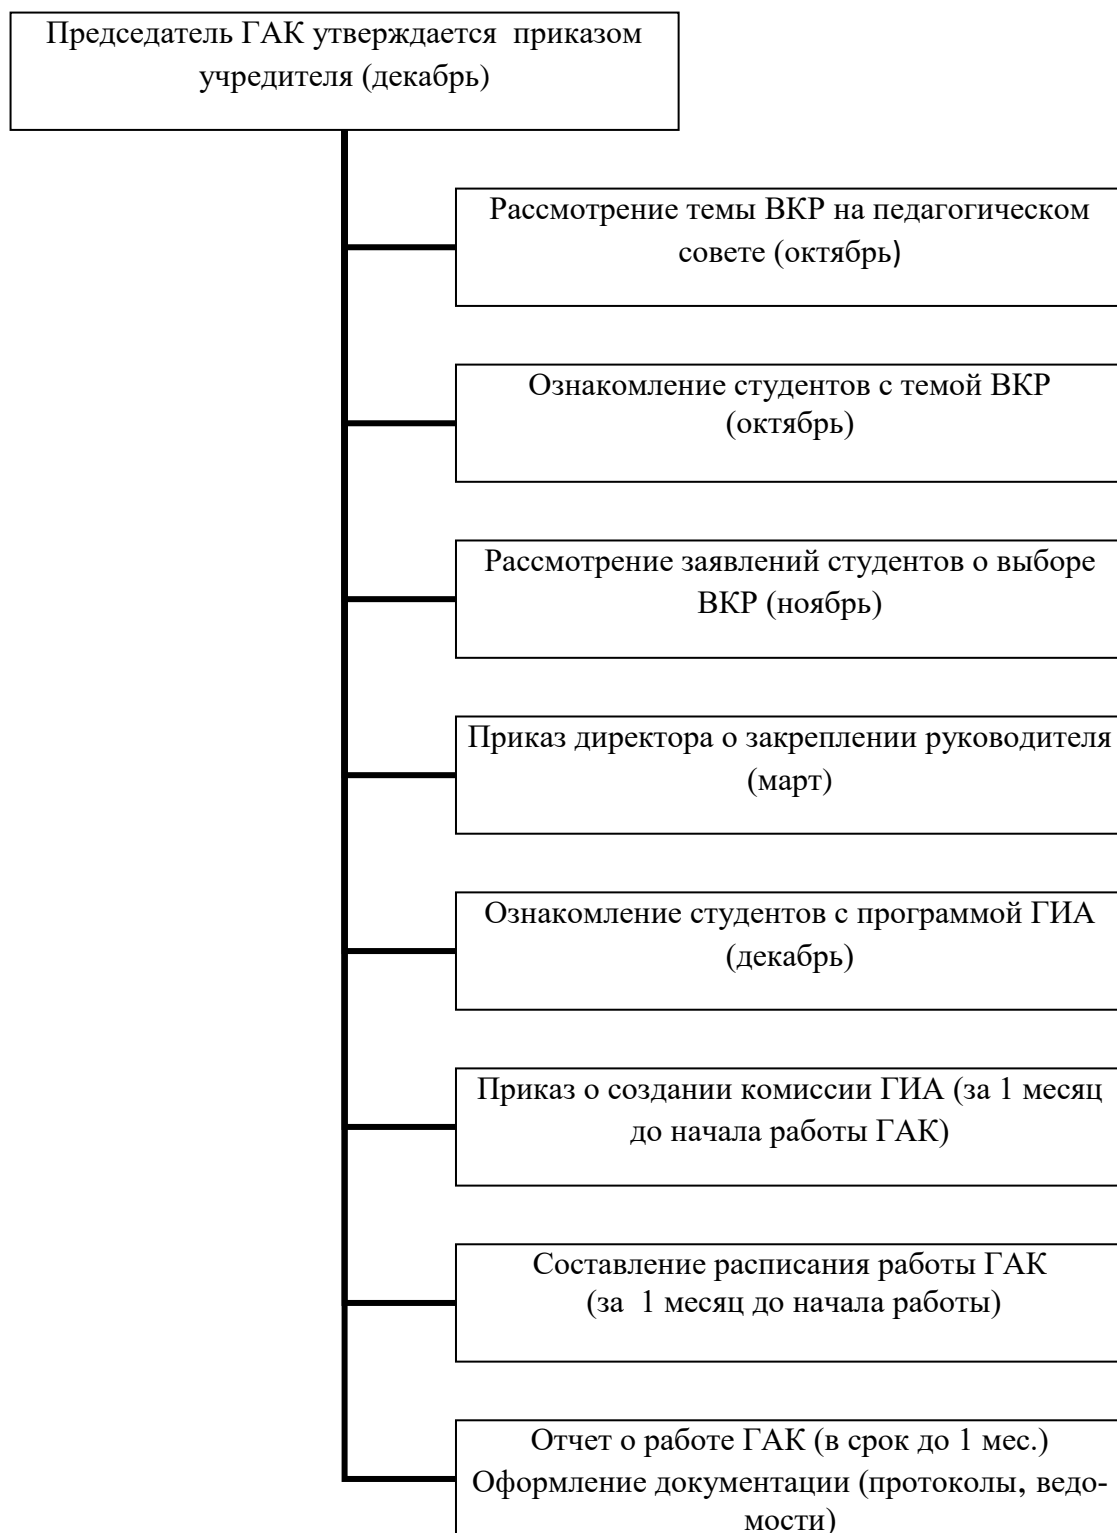 Председатель ГАК утверждается приказом
учредителя (декабрь)
Рассмотрение темы ВКР на педагогическом
совете (октябрь)
Ознакомление студентов с темой ВКР
(октябрь)
Рассмотрение заявлений студентов о выборе
ВКР (ноябрь)
Приказ директора о закреплении руководителя
(март)
Ознакомление студентов с программой ГИА
(декабрь)
Приказ о создании комиссии ГИА (за 1 месяц
до начала работы ГАК)
Составление расписания работы ГАК
(за 1 месяц до начала работы)
Отчет о работе ГАК (в срок до 1 мес.)
Оформление документации (протоколы, ведо-
мости)